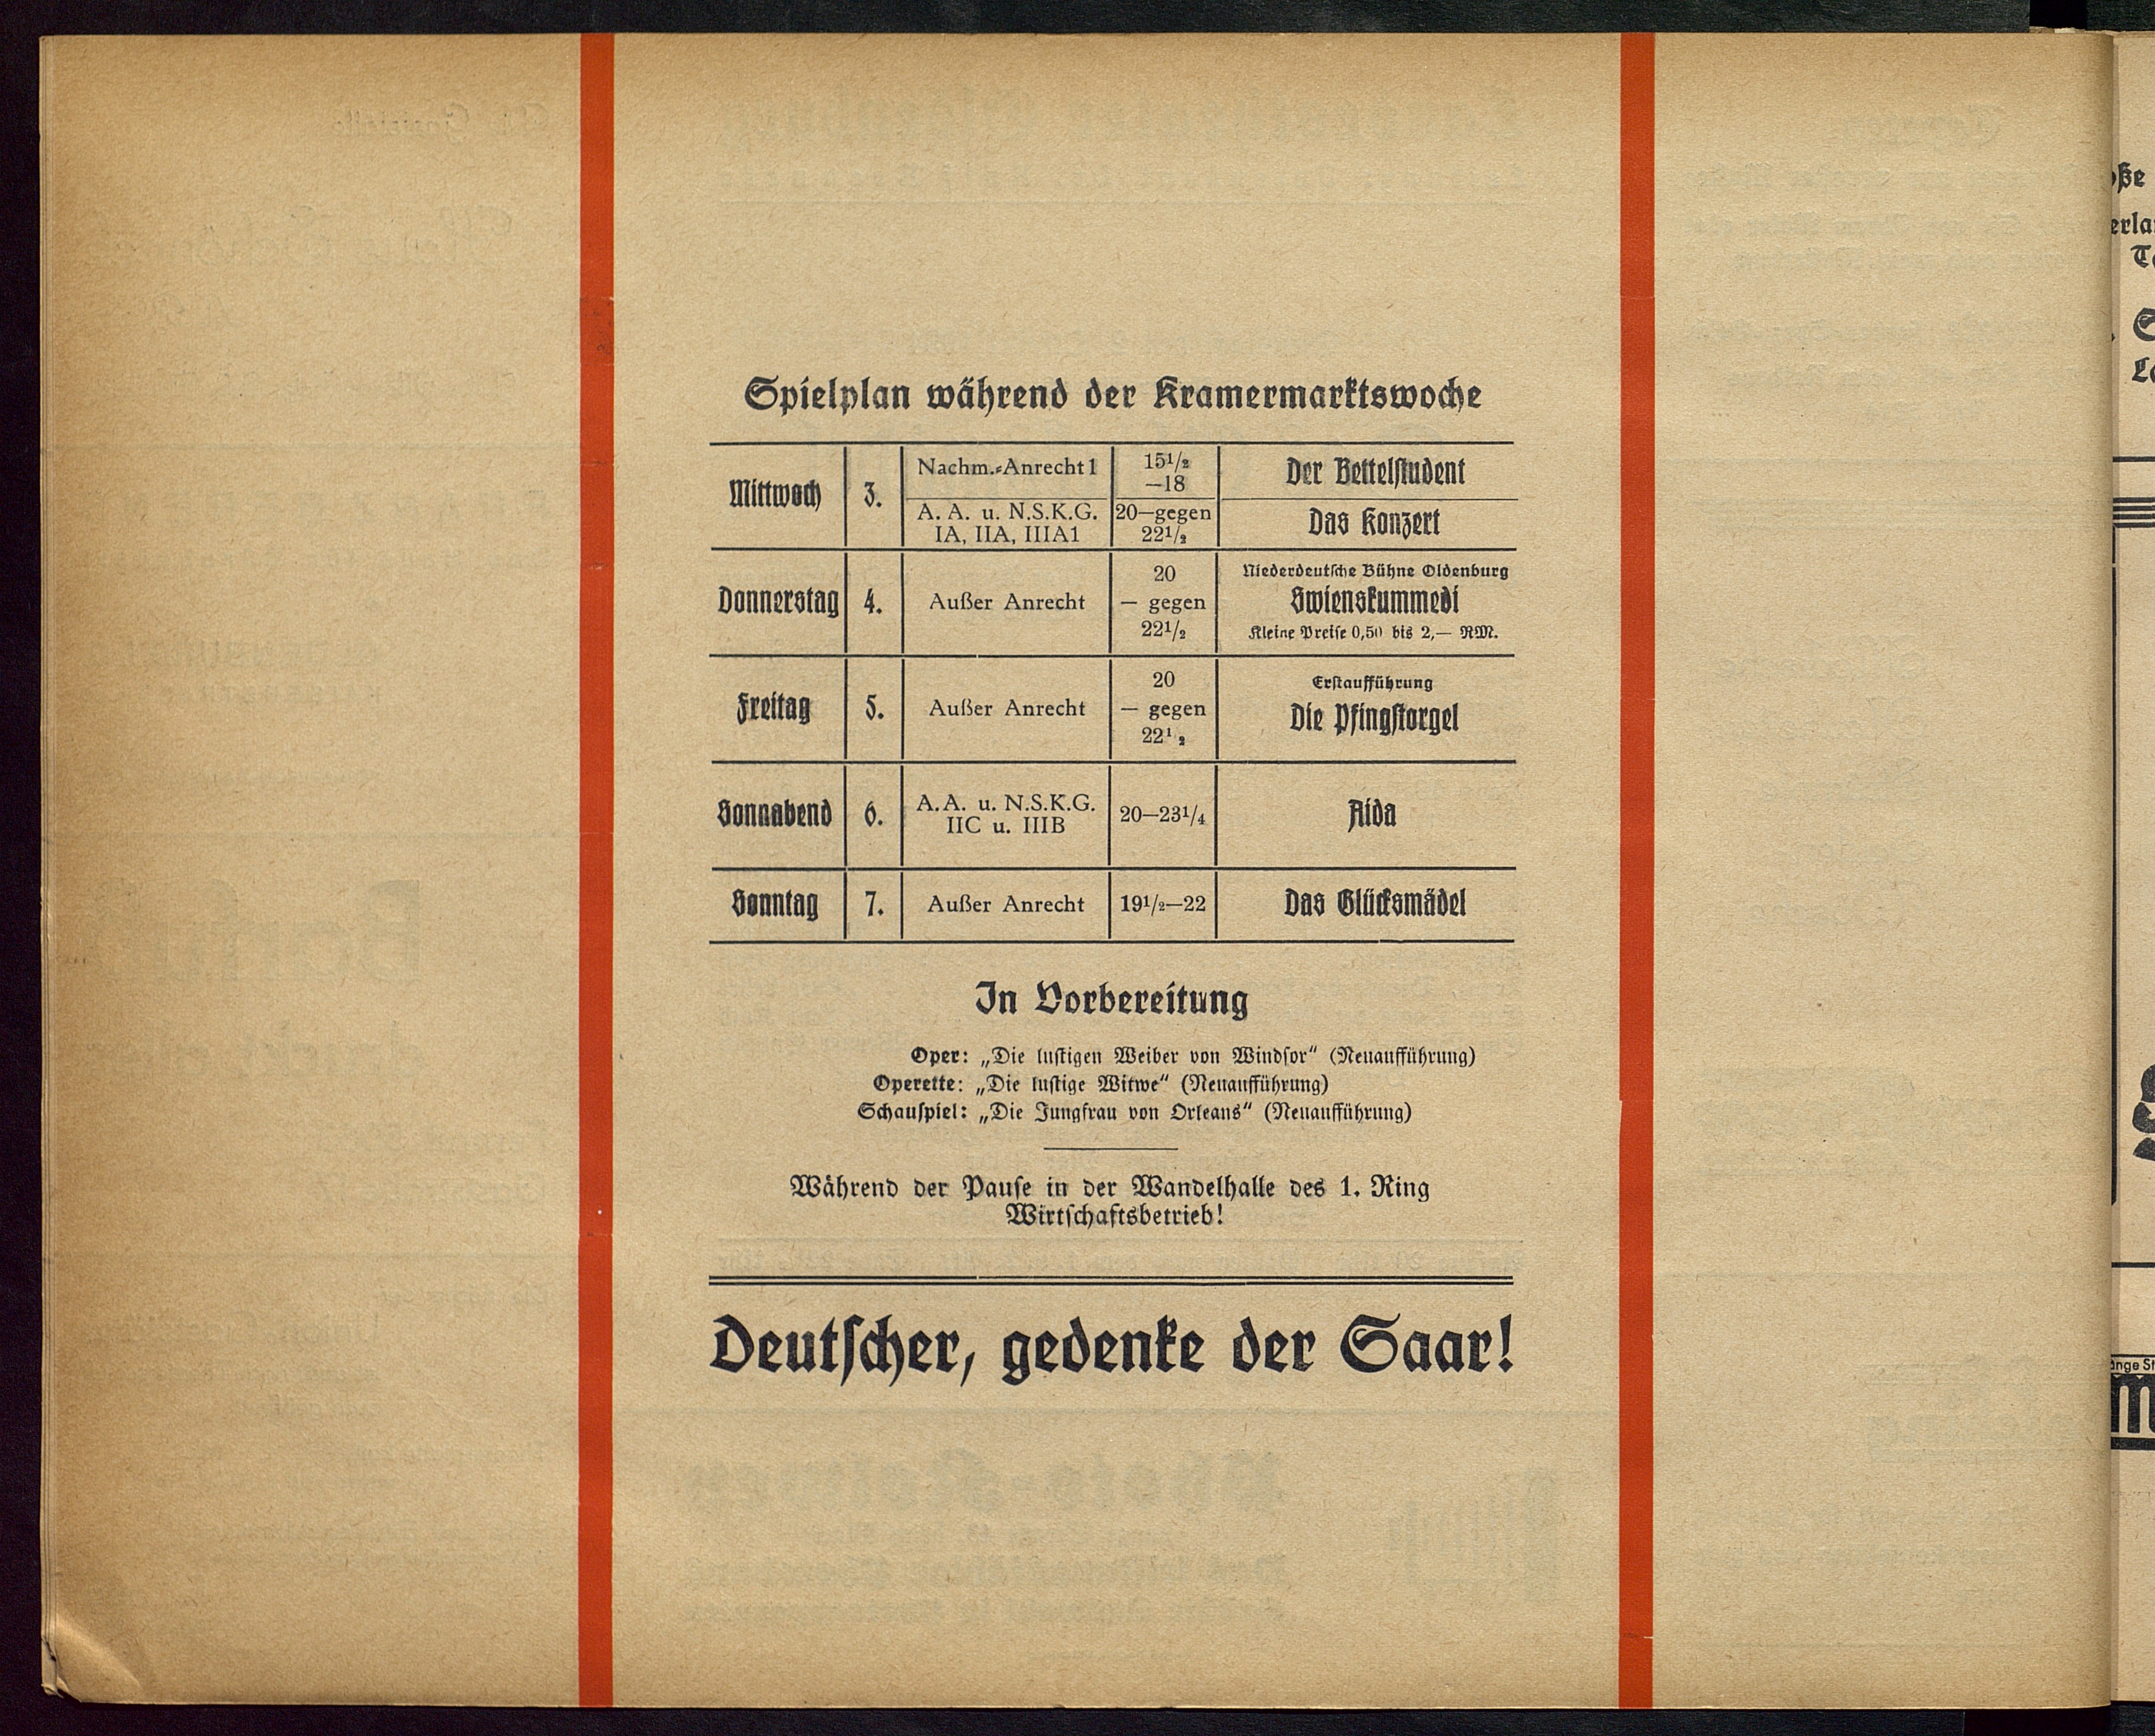 Spielplan während der Kramermarktswoche
Mittwoch 3. Nachm.-Anrecht 1 15½ —18 Der Bettelstudent
A. A. u. N.S.K.G. IA, IIA, IIIA1 20—gegen 22½ Das Konzert
Donnerstag 4. Außer Anrecht 20 — gegen 22½ Niederdeutsche Bühne Oldenburg
Swienskummedi
Kleine Preise 0,50 bis 2,— RM.
Freitag 5. Außer Anrecht 20 — gegen 22½ Erstaufführung
Die Pfingstorgel
Sonnabend 6. A. A. u. N.S.K.G. IIC u. IIIB 20—23¼ Aida
Sonntag 7. Außer Anrecht 19½—22 Das Glücksmädel
In Vorbereitung
Oper: „Die lustigen Weiber von Windsor“ (Neuaufführung)
Operette: „Die lustige Witwe“ (Neuaufführung)
Schauspiel: „Die Jungfrau von Orleans“ (Neuaufführung)
Während der Pause in der Wandelhalle des 1. Ring
Wirtschaftsbetrieb!
Deutscher, gedenke der Saar!